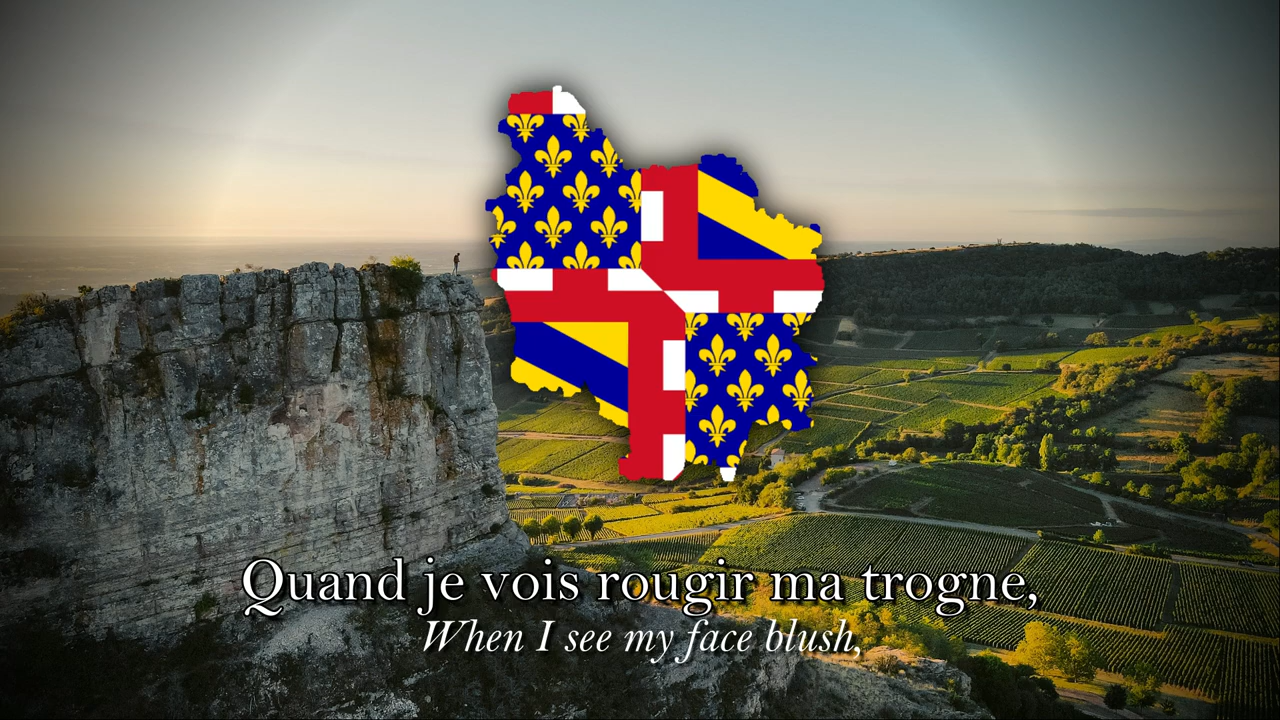 Quand je vois rougir ma trogne,
When I see my face blush,